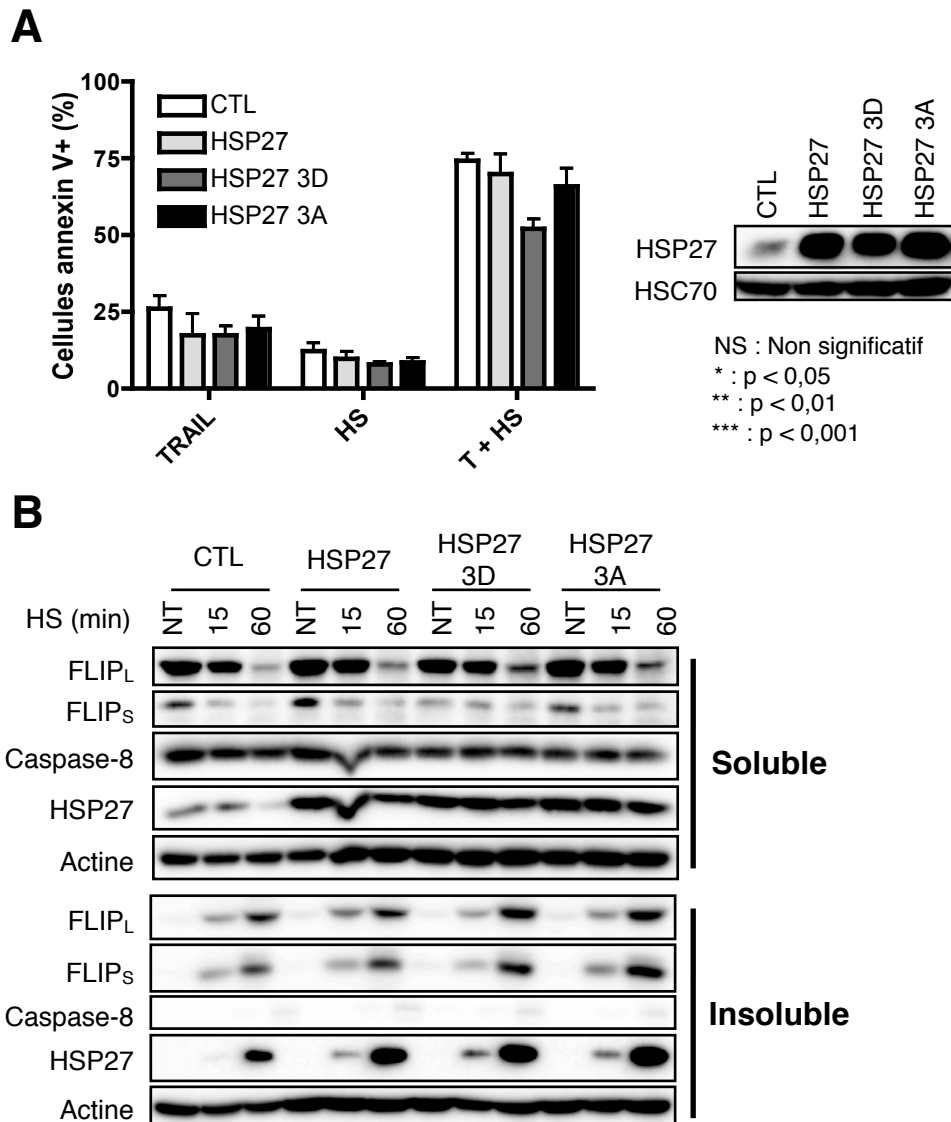 A
Cellules annexin V+ (%)
100
75
50
25
0
CTL
HSP27
HSP27 3D
HSP27 3A
TRAIL
HS
T + HS
CTL
HSP27
HSP27 3D
HSP27 3A
HSP27
HSC70
NS : Non significatif
* : p < 0,05
** : p < 0,01
*** : p < 0,001
B
CTL
HSP27
HSP27 3D
HSP27 3A
HS (min)
NT 15 60 NT 15 60 NT 15 60 NT 15 60
FLIPL
FLIPS
Caspase-8
HSP27
Actine
Soluble
FLIPL
FLIPS
Caspase-8
HSP27
Actine
Insoluble